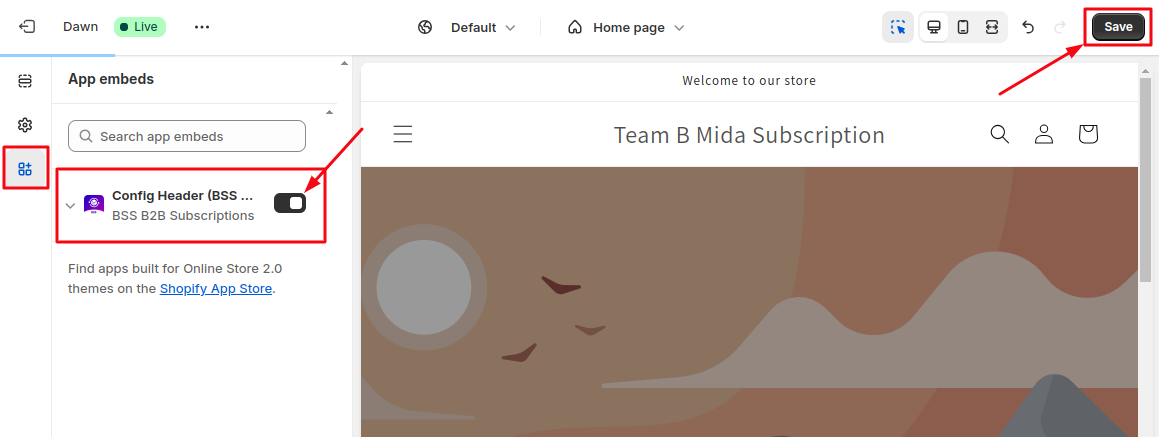 Dawn
Live
Default
Home page
Save
App embeds
Search app embeds
Config Header (BSS ...
BSS B2B Subscriptions
Find apps built for Online Store 2.0
themes on the Shopify App Store.
Welcome to our store
Team B Mida Subscription